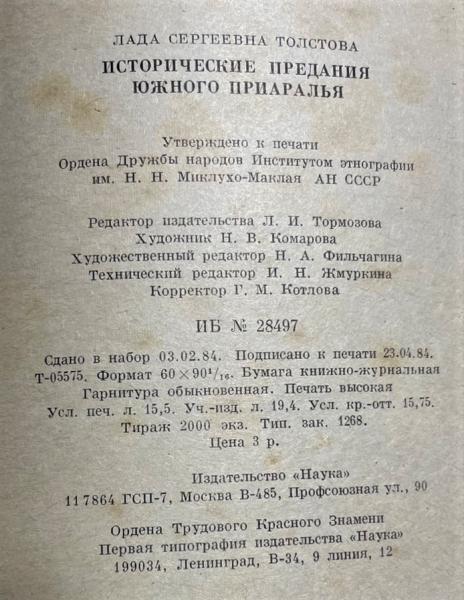 ЛАДА СЕРГЕЕВНА ТОЛСТОВА
ИСТОРИЧЕСКИЕ ПРЕДАНИЯ
ЮЖНОГО ПРИАРАЛЬЯ
Утверждено к печати
Ордена Дружбы народов Институтом этнографии
им. Н. Н. Миклухо-Маклая АН СССР
Редактор издательства Л. И. Тормозова
Художник Н. В. Комарова
Художественный редактор Н. А. Фильчагина
Технический редактор И. Н. Жмуркина
Корректор Г. М. Котлова
ИБ № 28497
Сдано в набор 03.02.84. Подписано к печати 23.04.84.
Т-05575. Формат 60×90¹/₁₆. Бумага книжно-журнальная
Гарнитура обыкновенная. Печать высокая
Усл. печ. л. 15,5. Уч.-изд. л. 19,4. Усл. кр.-отт. 15,75.
Тираж 2000 экз. Тип. зак. 1268.
Цена 3 р.
Издательство «Наука»
117864 ГСП-7, Москва В-485, Профсоюзная ул., 90
Ордена Трудового Красного Знамени
Первая типография издательства «Наука»
199034, Ленинград, В-34, 9 линия, 12